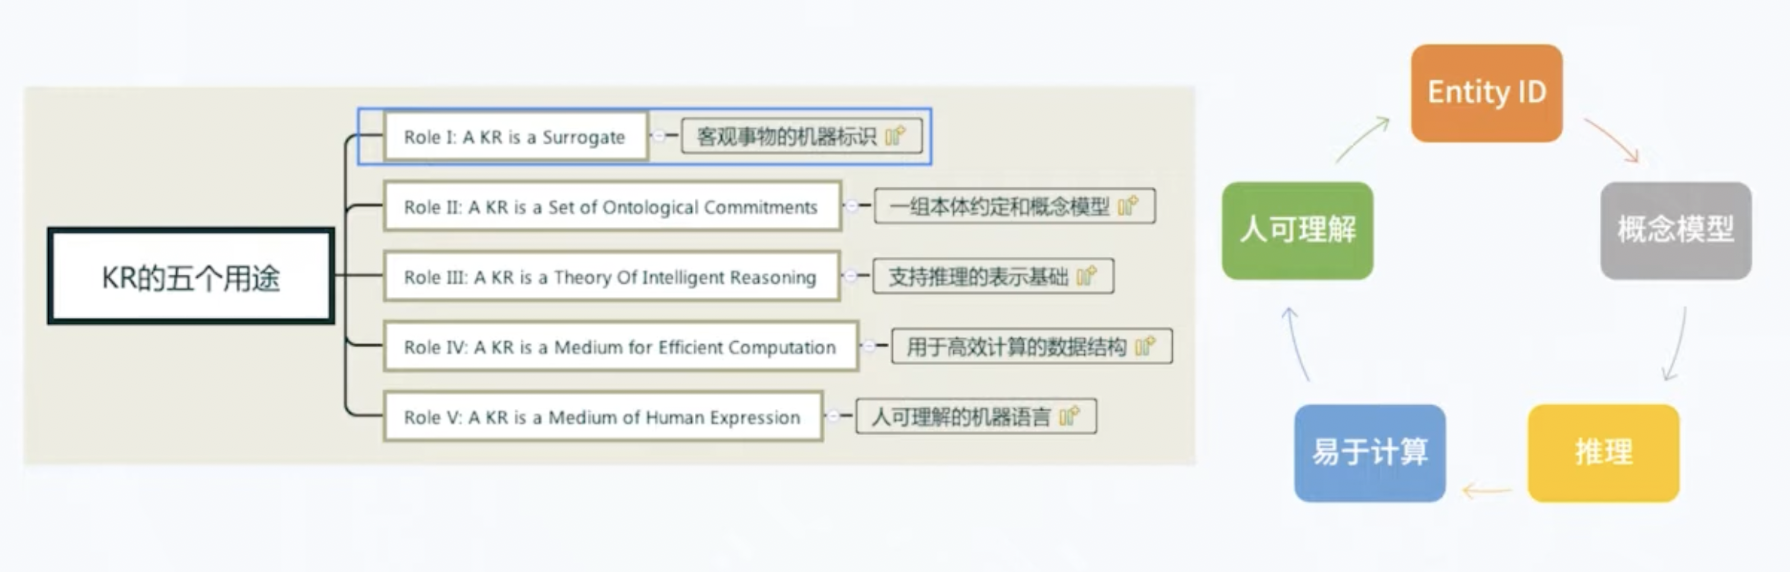 KR的五个用途
Role I: A KR is a Surrogate
客观事物的机器标识
Role II: A KR is a Set of Ontological Commitments
一组本体约定和概念模型
Role III: A KR is a Theory Of Intelligent Reasoning
支持推理的表示基础
Role IV: A KR is a Medium for Efficient Computation
用于高效计算的数据结构
Role V: A KR is a Medium of Human Expression
人可理解的机器语言
Entity ID
概念模型
推理
易于计算
人可理解